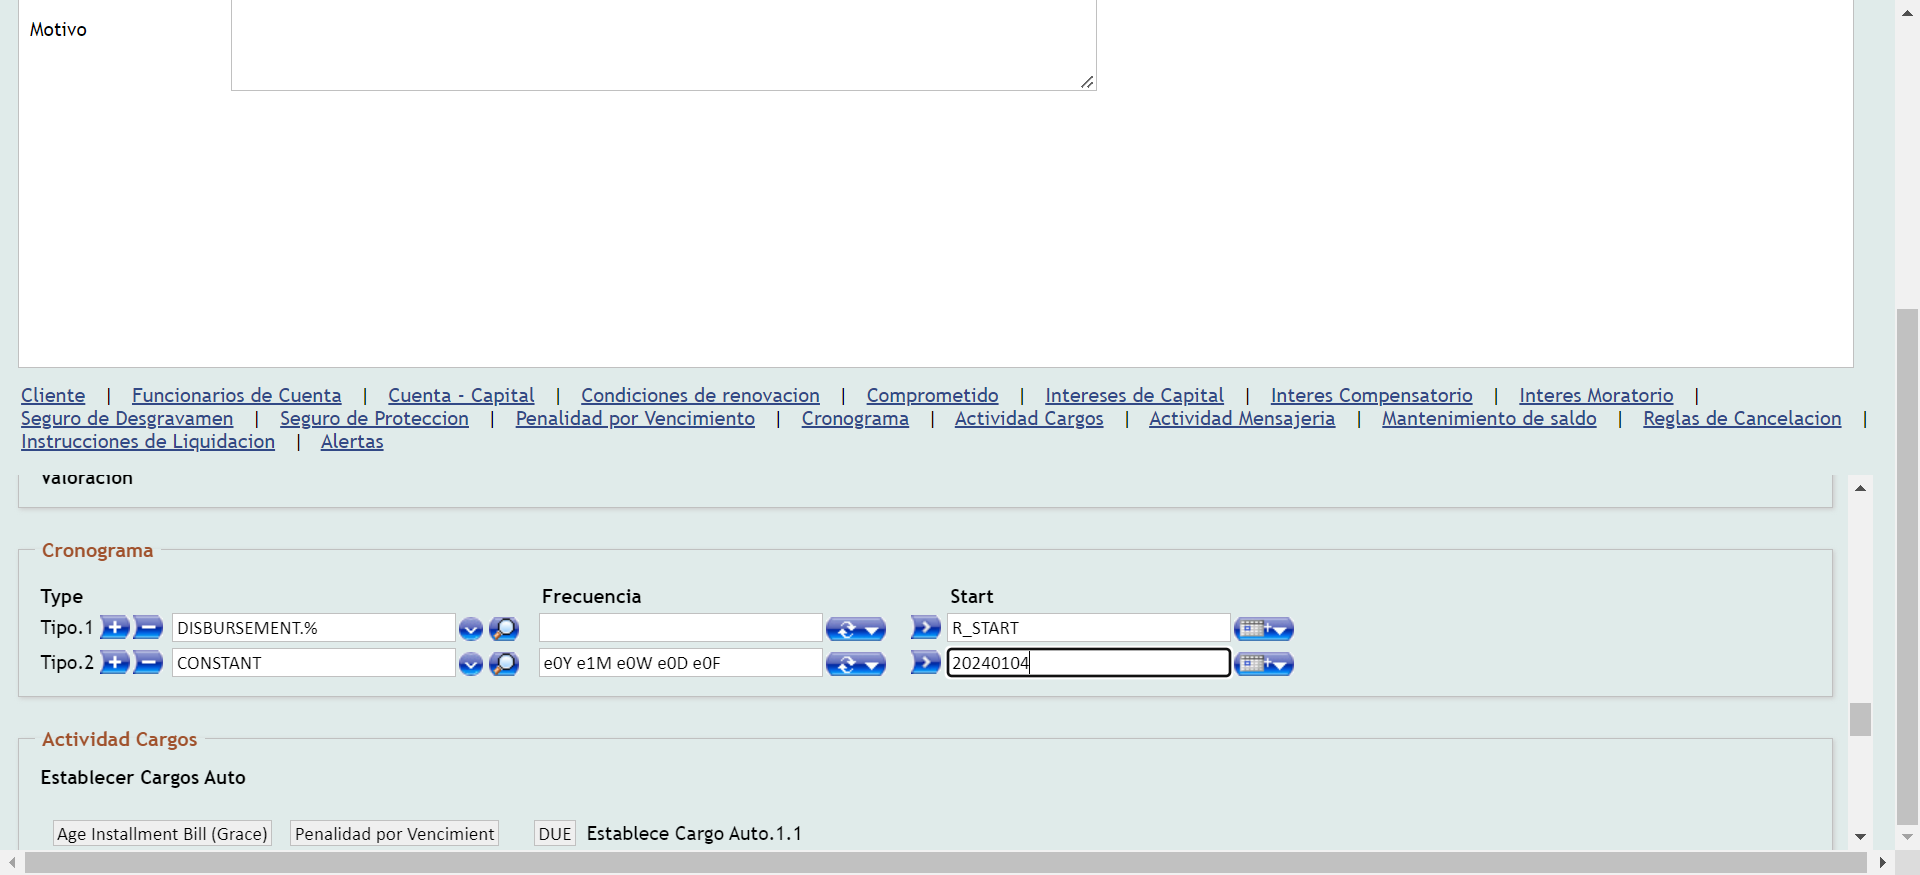 Motivo
Cliente | Funcionarios de Cuenta | Cuenta - Capital | Condiciones de renovacion | Comprometido | Intereses de Capital | Interes Compensatorio | Interes Moratorio |
Seguro de Desgravamen | Seguro de Proteccion | Penalidad por Vencimiento | Cronograma | Actividad Cargos | Actividad Mensajeria | Mantenimiento de saldo | Reglas de Cancelacion |
Instrucciones de Liquidacion | Alertas
Valoracion
Cronograma
Type Frecuencia Start
Tipo.1 DISBURSEMENT.% R_START
Tipo.2 CONSTANT e0Y e1M e0W e0D e0F 20240104
Actividad Cargos
Establecer Cargos Auto
Age Installment Bill (Grace) Penalidad por Vencimient DUE Establece Cargo Auto.1.1